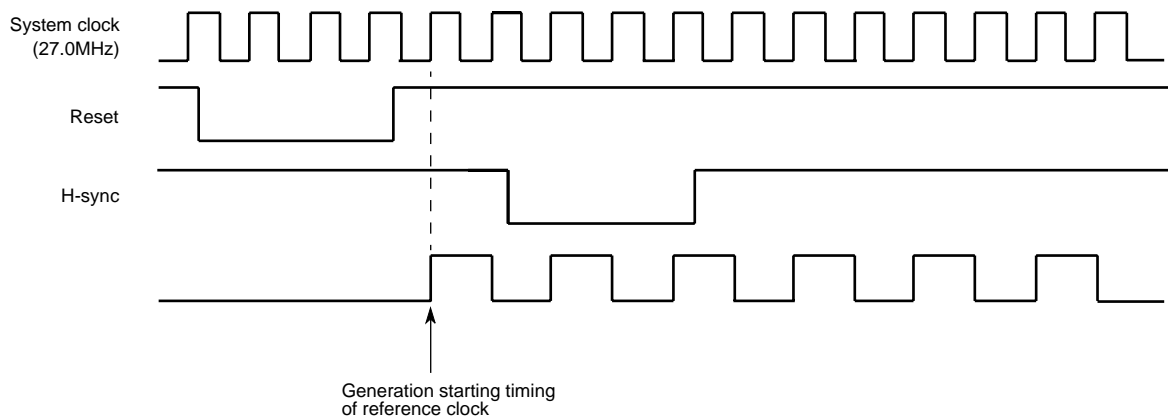 System clock
(27.0MHz)
Reset
H-sync
Generation starting timing
of reference clock